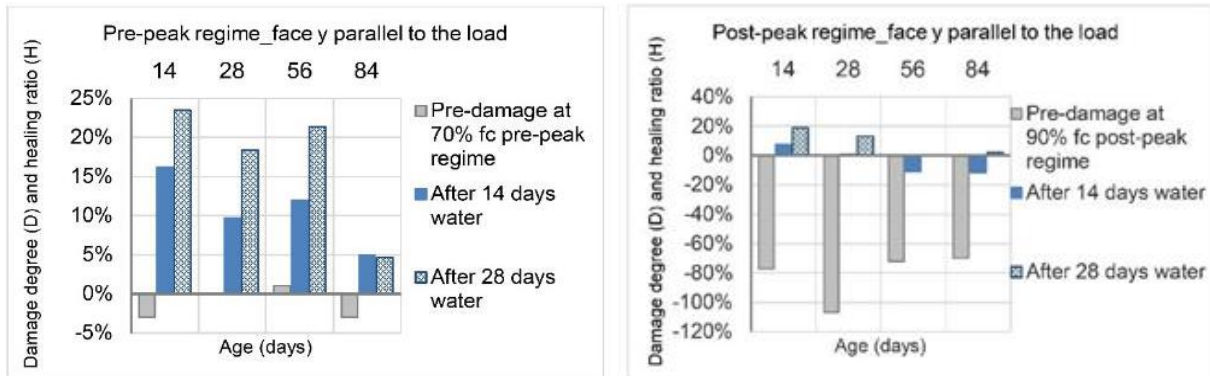 Pre-peak regime_face y parallel to the load
14 28 56 84
Damage degree (D) and healing ratio (H)
25%
20%
15%
10%
5%
0%
-5%
Age (days)
Pre-damage at
70% fc pre-peak
regime
After 14 days
water
After 28 days
water
Post-peak regime_face y parallel to the load
14 28 56 84
Damage degree (D) and healing ratio (H)
40%
20%
0%
-20%
-40%
-60%
-80%
-100%
-120%
Age (days)
Pre-damage at
90% fc post-peak
regime
After 14 days water
After 28 days water